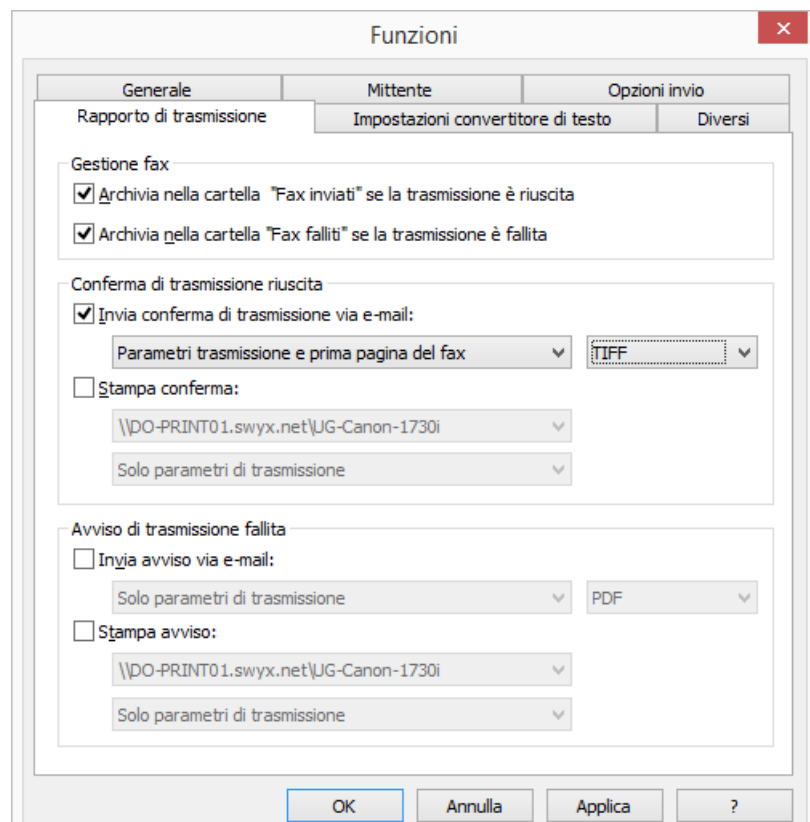 Funzioni
Generale Mittente Opzioni invio
Rapporto di trasmissione Impostazioni convertitore di testo Diversi
Gestione fax
Archivia nella cartella "Fax inviati" se la trasmissione è riuscita
Archivia nella cartella "Fax falliti" se la trasmissione è fallita
Conferma di trasmissione riuscita
Invia conferma di trasmissione via e-mail:
Parametri trasmissione e prima pagina del fax TIFF
Stampa conferma:
\\DO-PRINT01.swyx.net\UG-Canon-1730i
Solo parametri di trasmissione
Avviso di trasmissione fallita
Invia avviso via e-mail:
Solo parametri di trasmissione PDF
Stampa avviso:
\\DO-PRINT01.swyx.net\UG-Canon-1730i
Solo parametri di trasmissione
OK Annulla Applica ?